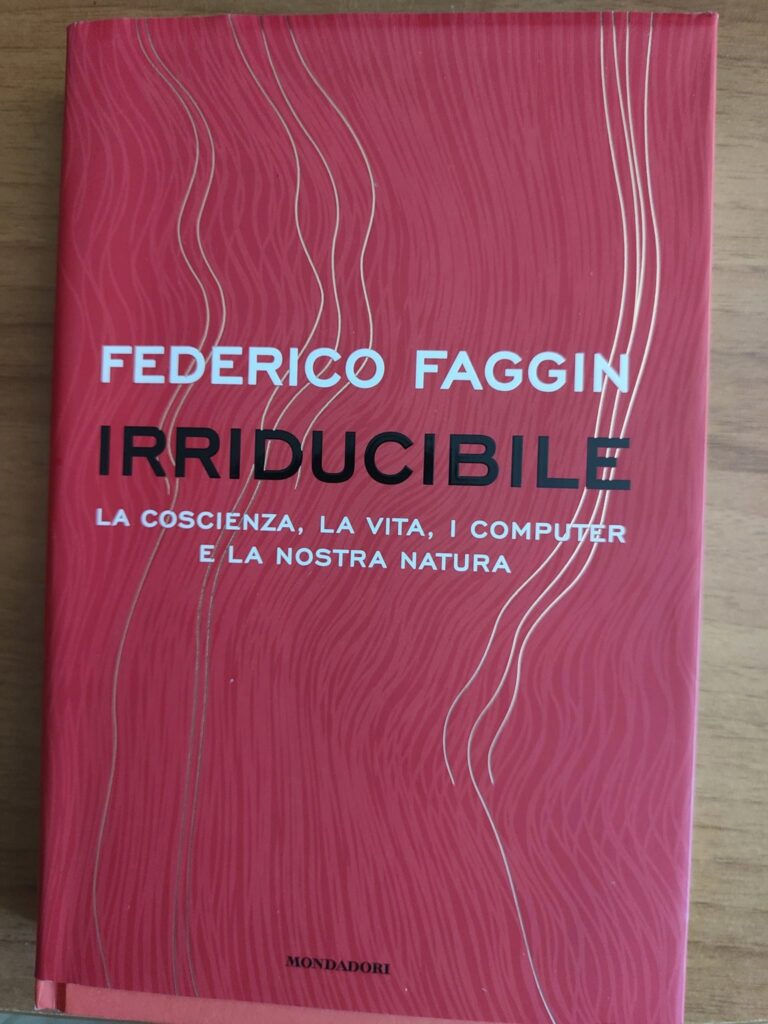 FEDERICO FAGGIN
IRRIDUCIBILE
LA COSCIENZA, LA VITA, I COMPUTER
E LA NOSTRA NATURA
MONDADORI